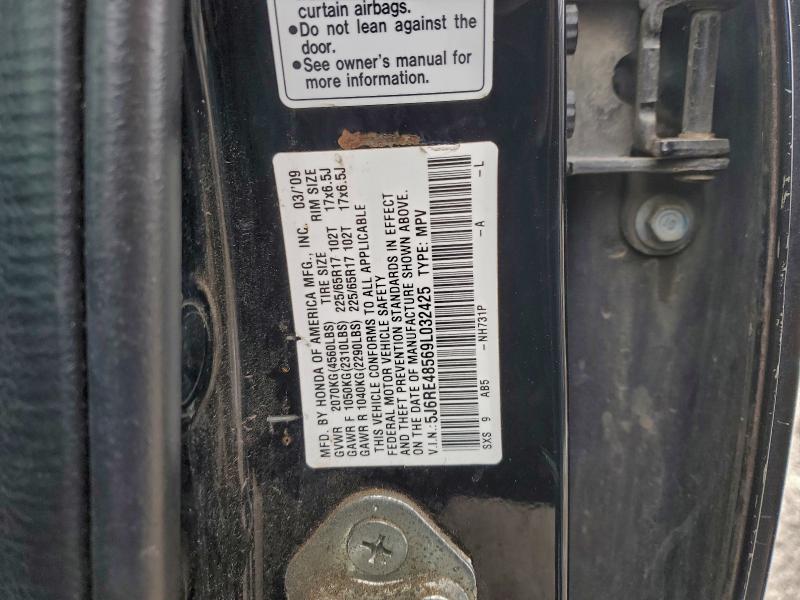 curtain airbags.
•Do not lean against the
door.
•See owner's manual for
more information.
MFD. BY HONDA OF AMERICA MFG., INC. 03/'09
TIRE SIZE RIM SIZE
GVWR 2070KG(4560LBS) 225/65R17 102T 17x6.5J
GAWR F 1050KG(2310LBS) 225/65R17 102T 17x6.5J
GAWR R 1040KG(2290LBS)
THIS VEHICLE CONFORMS TO ALL APPLICABLE
FEDERAL MOTOR VEHICLE SAFETY
AND THEFT PREVENTION STANDARDS IN EFFECT
ON THE DATE OF MANUFACTURE SHOWN ABOVE.
V.I.N.: 5J6RE48569L032425 TYPE: MPV
SXS 9 AB5 -NH731P -A -L